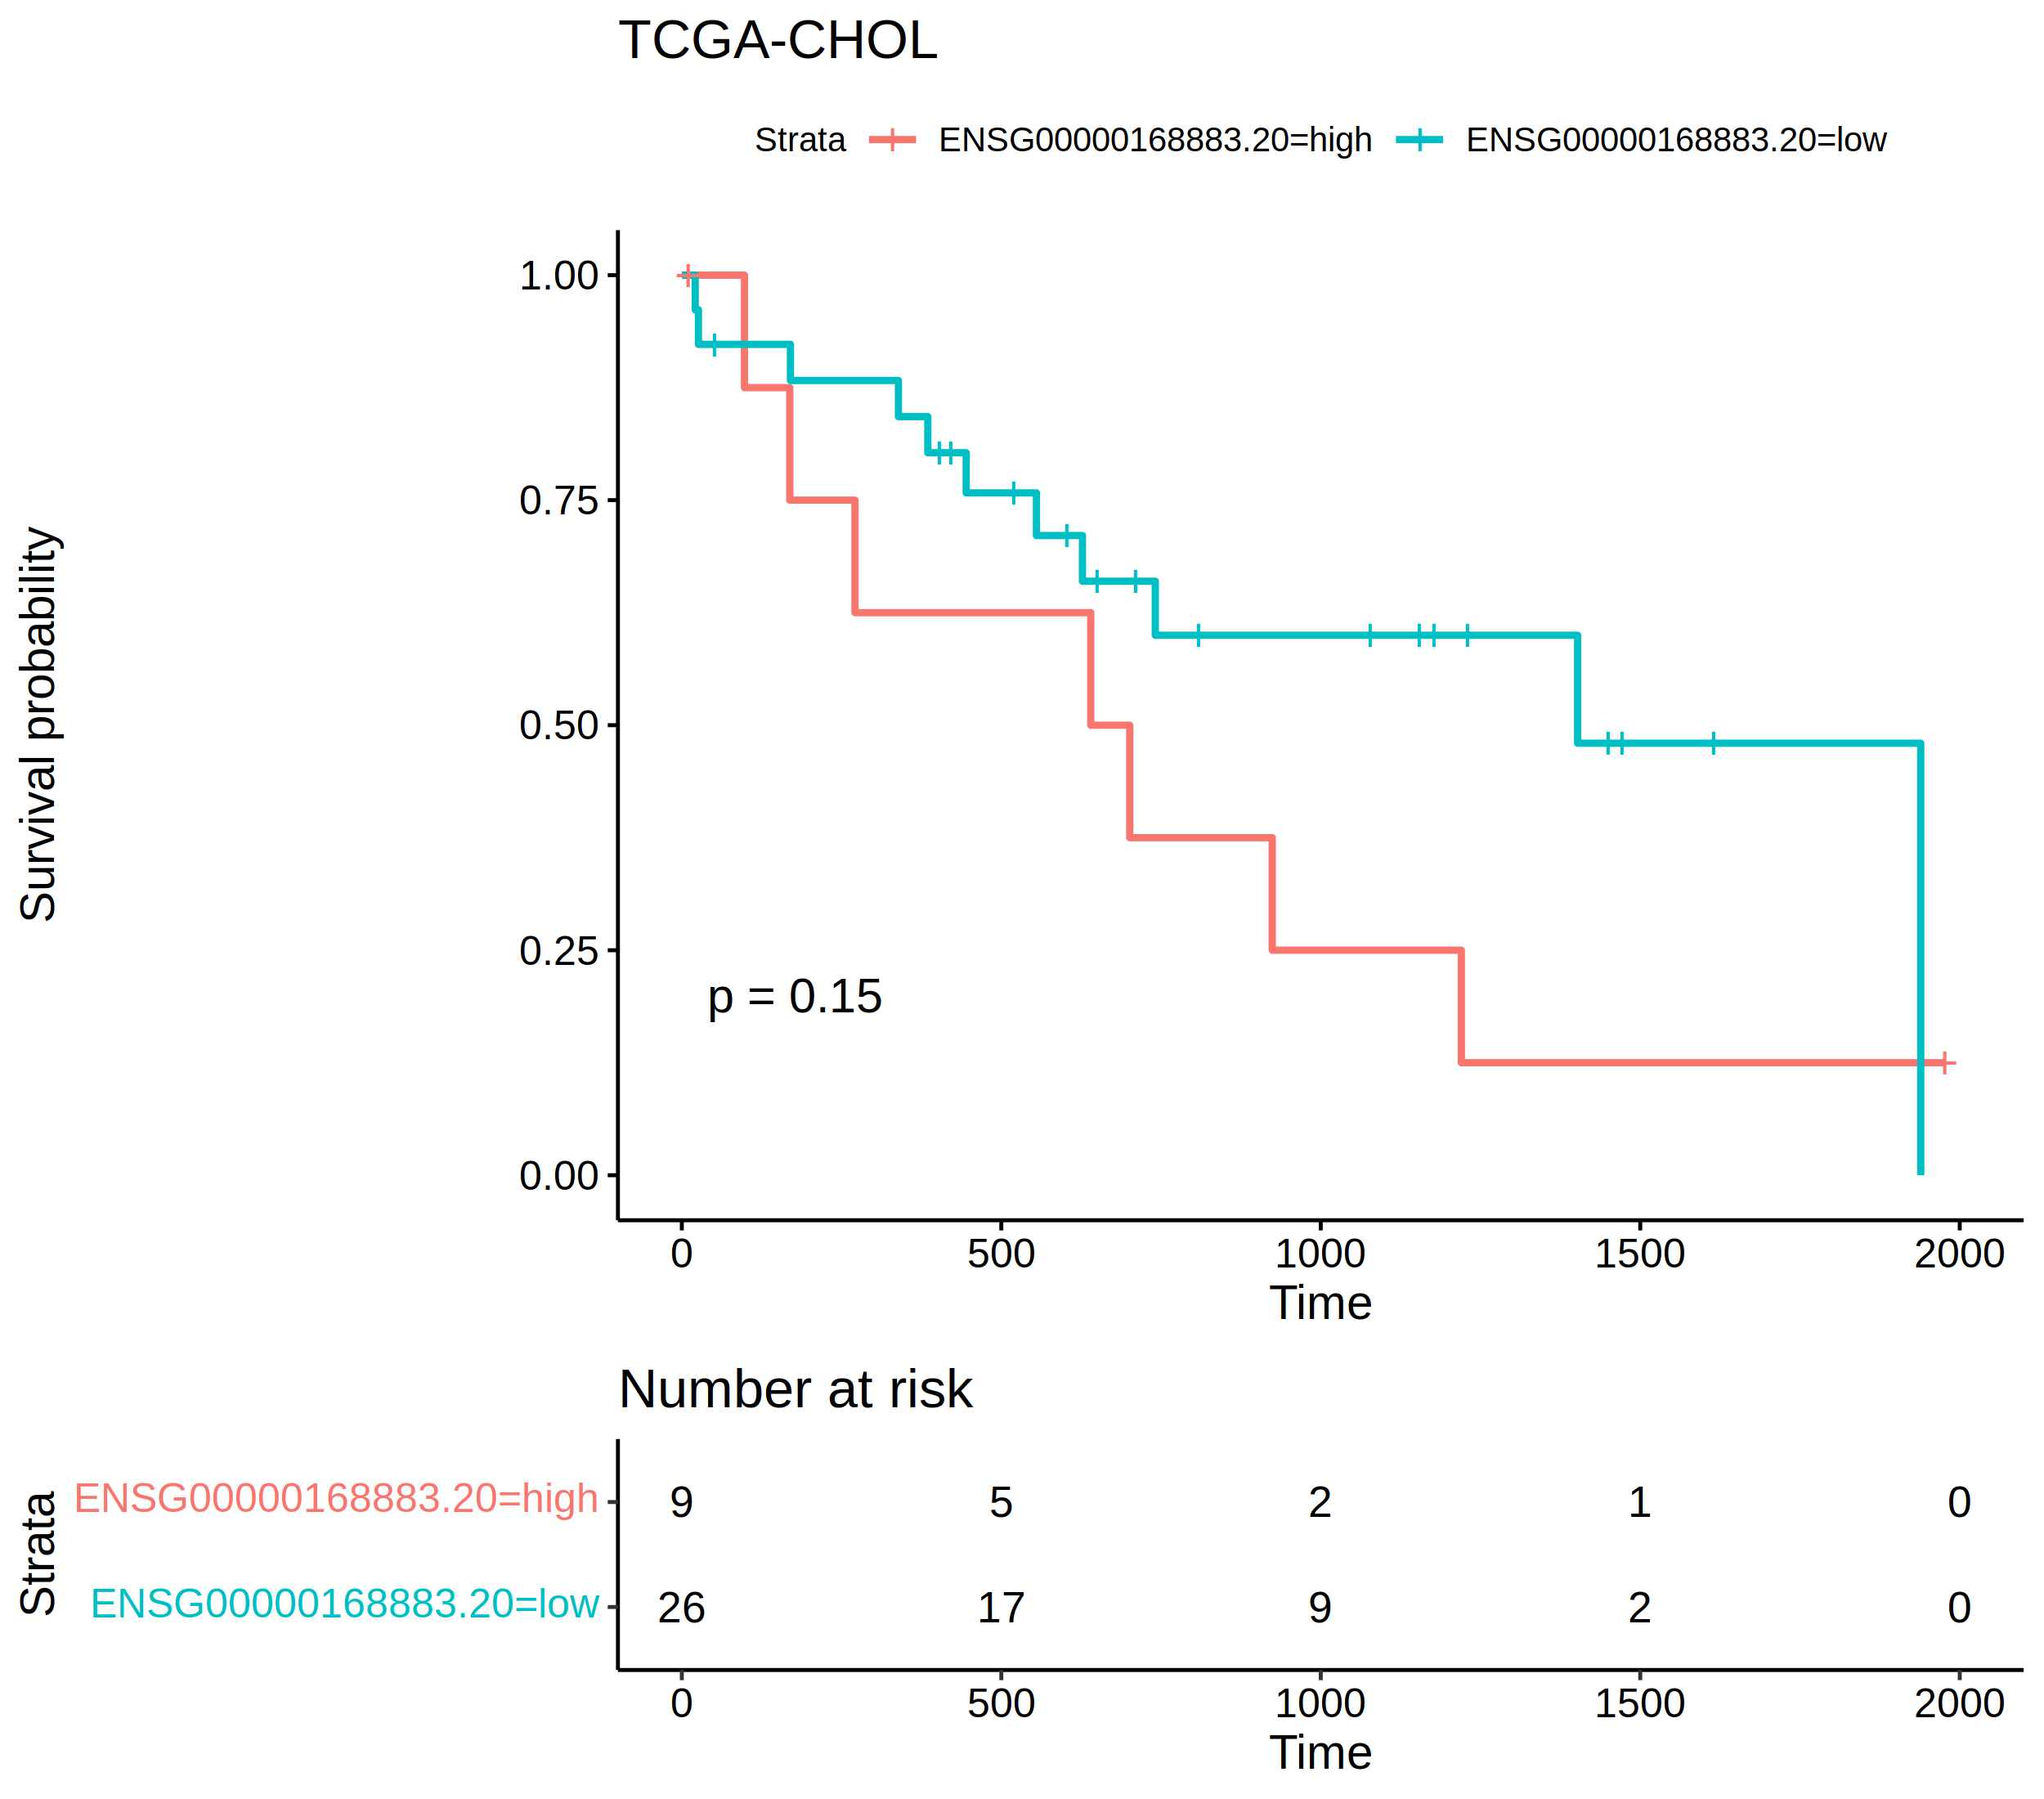 TCGA-CHOL
Strata ENSG00000168883.20=high ENSG00000168883.20=low
Survival probability
1.00
0.75
0.50
0.25
0.00
p = 0.15
0 500 1000 1500 2000
Time
Number at risk
Strata
ENSG00000168883.20=high 9 5 2 1 0
ENSG00000168883.20=low 26 17 9 2 0
0 500 1000 1500 2000
Time